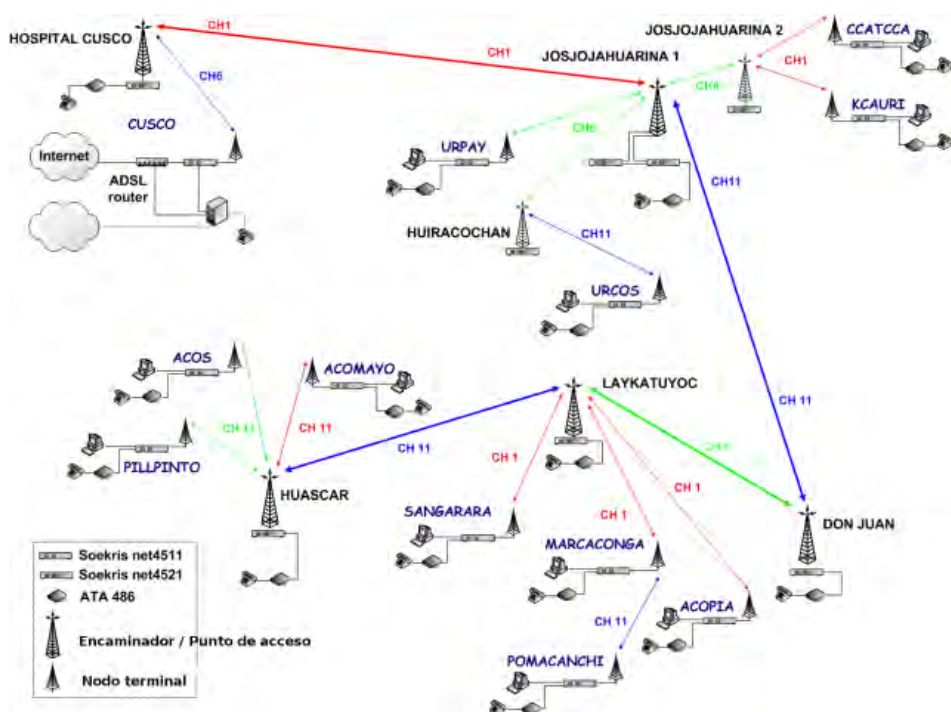 HOSPITAL CUSCO
CH1
CH6
CUSCO
Internet
ADSL
router
CH1
JOSJOJAHUARINA 1
JOSJOJAHUARINA 2
CCATCCA
CH1
KCAURI
URPAY
CH11
HUIRACOCHAN
CH11
URCOS
ACOS
ACOMAYO
CH 11
CH 11
PILLPINTO
HUASCAR
CH 11
LAYKATUYOC
CH 11
CH 1
CH 1
CH 1
SANGARARA
MARCACONGA
DON JUAN
ACOPIA
CH 11
POMACANCHI
Soekris net4511
Soekris net4521
ATA 486
Encaminador / Punto de acceso
Nodo terminal